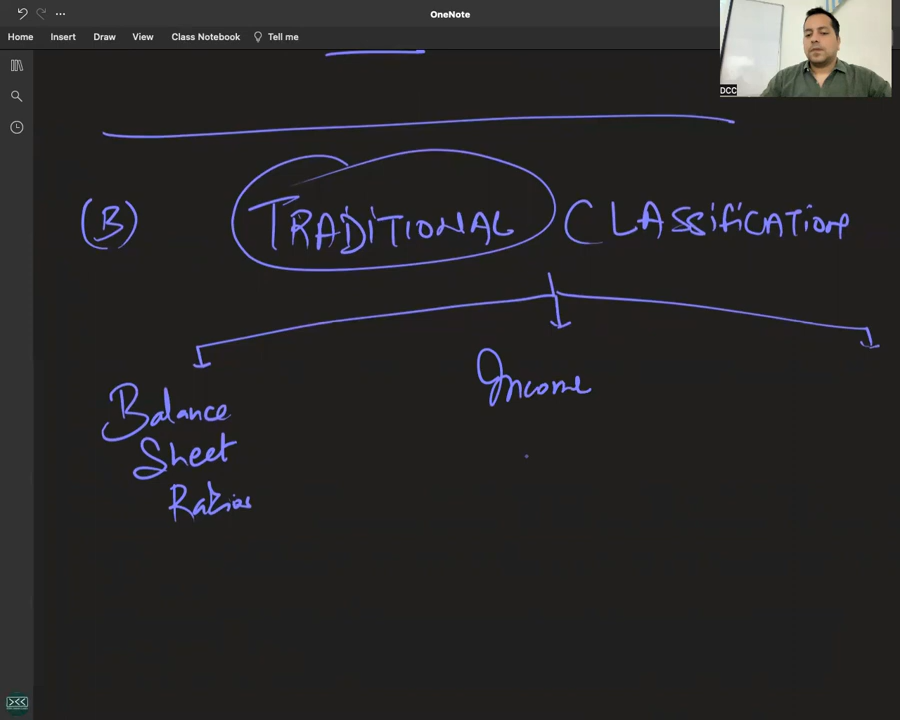 OneNote
Home Insert Draw View Class Notebook Tell me
DCC
(B) TRADITIONAL CLASSIFICATION
Balance
Sheet
Ratios
Income